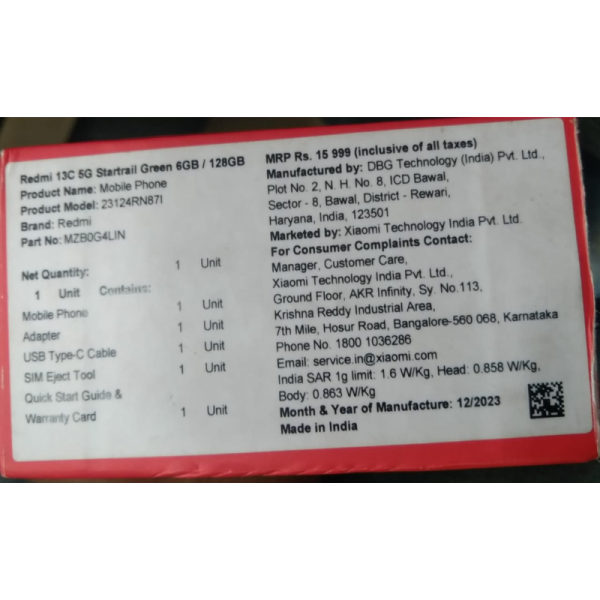 Redmi 13C 5G Startrail Green 6GB / 128GB
Product Name: Mobile Phone
Product Model: 23124RN87I
Brand: Redmi
Part No: MZB0G4LIN
Net Quantity: 1 Unit
1 Unit Contains:
Mobile Phone 1 Unit
Adapter 1 Unit
USB Type-C Cable 1 Unit
SIM Eject Tool 1 Unit
Quick Start Guide &
Warranty Card 1 Unit
MRP Rs. 15 999 (inclusive of all taxes)
Manufactured by: DBG Technology (India) Pvt. Ltd.,
Plot No. 2, N. H. No. 8, ICD Bawal,
Sector - 8, Bawal, District - Rewari,
Haryana, India, 123501
Marketed by: Xiaomi Technology India Pvt. Ltd.
For Consumer Complaints Contact:
Manager, Customer Care,
Xiaomi Technology India Pvt. Ltd.,
Ground Floor, AKR Infinity, Sy. No.113,
Krishna Reddy Industrial Area,
7th Mile, Hosur Road, Bangalore-560 068, Karnataka
Phone No. 1800 1036286
Email: service.in@xiaomi.com
India SAR 1g limit: 1.6 W/Kg, Head: 0.858 W/Kg,
Body: 0.863 W/Kg
Month & Year of Manufacture: 12/2023
Made in India